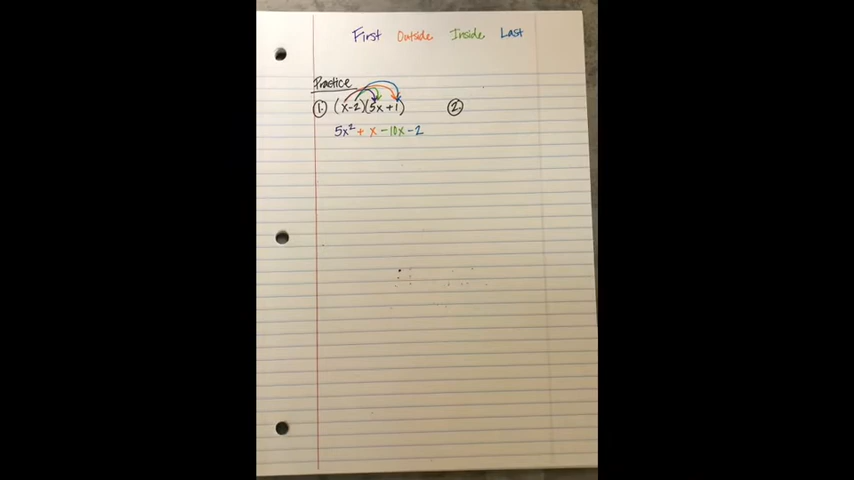 First Outside Inside Last
Practice
1. (x-2)(5x+1) 2.
5x² + x - 10x - 2